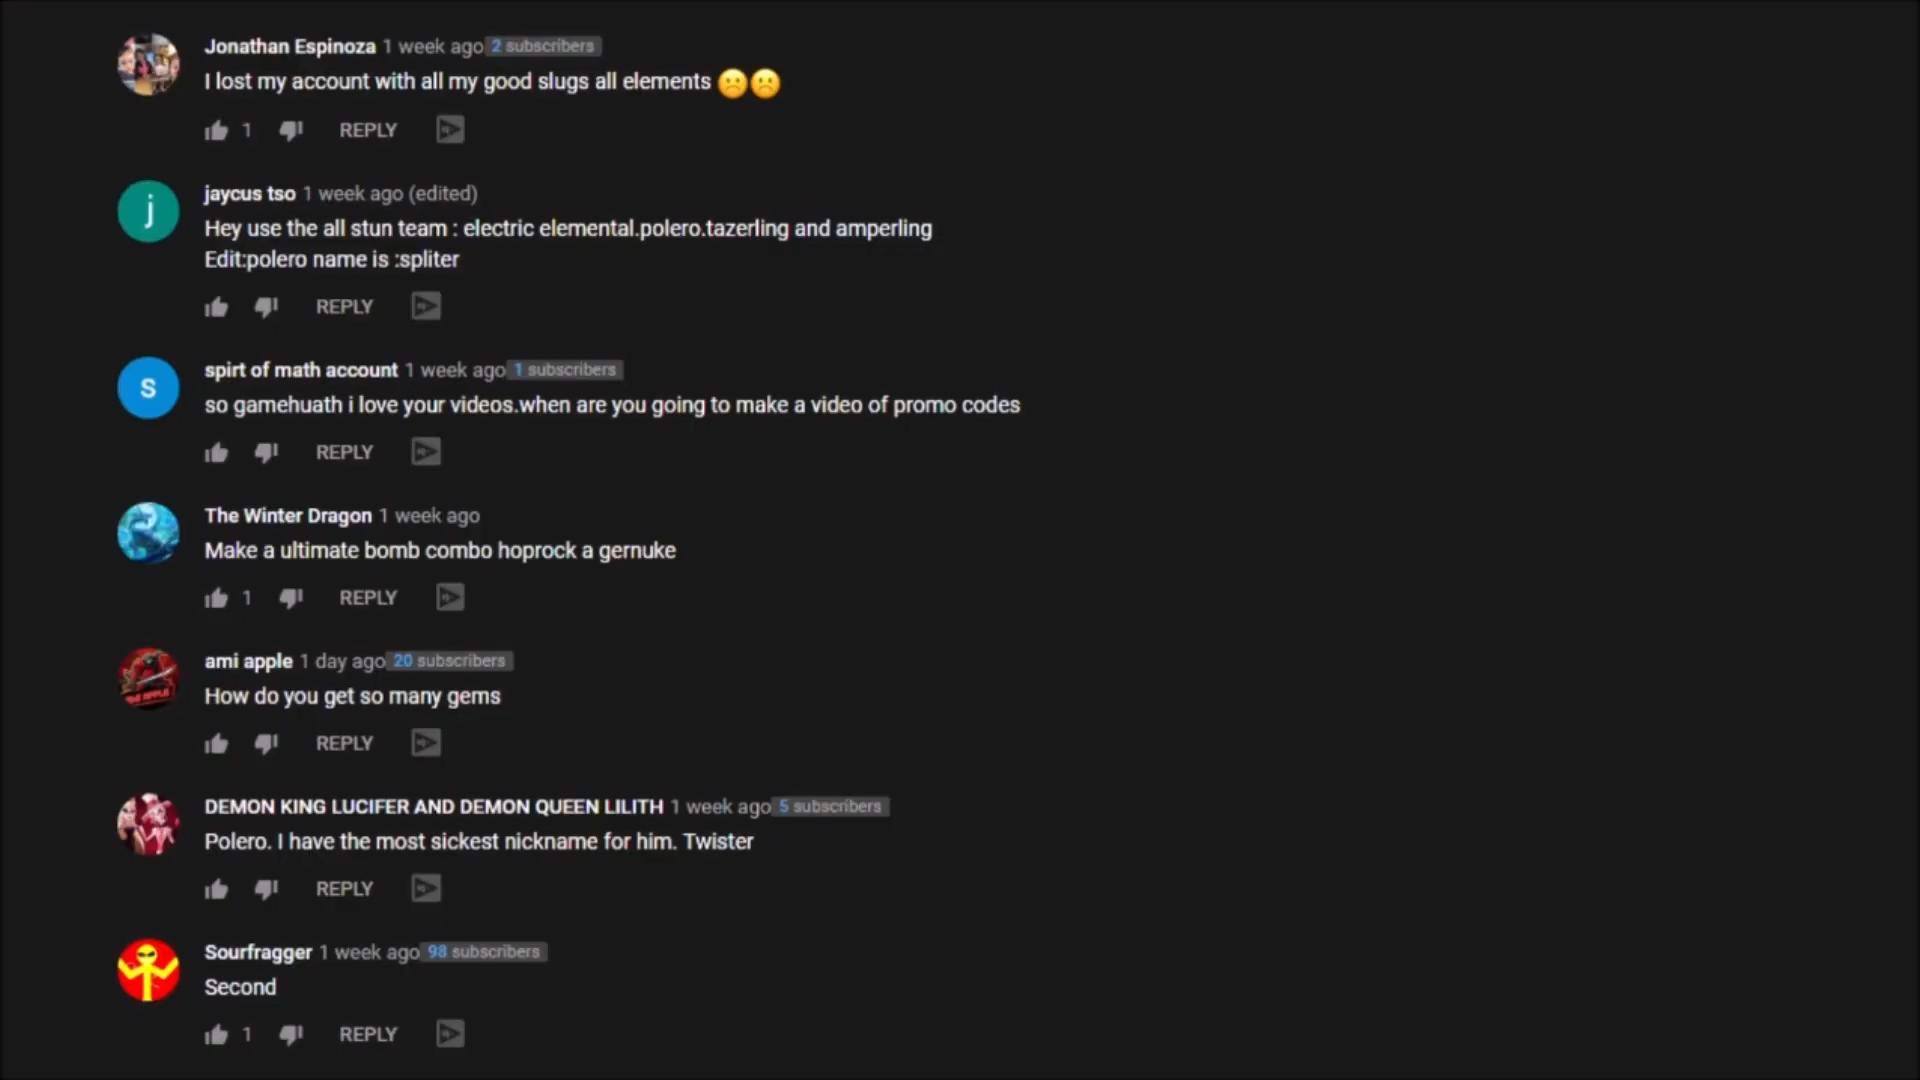 Jonathan Espinoza 1 week ago 2 subscribers
I lost my account with all my good slugs all elements ☹️☹️
1 REPLY
j
jaycus tso 1 week ago (edited)
Hey use the all stun team : electric elemental.polero.tazerling and amperling
Edit:polero name is :spliter
REPLY
s
spirt of math account 1 week ago 1 subscribers
so gamehuath i love your videos.when are you going to make a video of promo codes
REPLY
The Winter Dragon 1 week ago
Make a ultimate bomb combo hoprock a gernuke
1 REPLY
ami apple 1 day ago 20 subscribers
How do you get so many gems
REPLY
DEMON KING LUCIFER AND DEMON QUEEN LILITH 1 week ago 5 subscribers
Polero. I have the most sickest nickname for him. Twister
REPLY
Sourfragger 1 week ago 98 subscribers
Second
1 REPLY